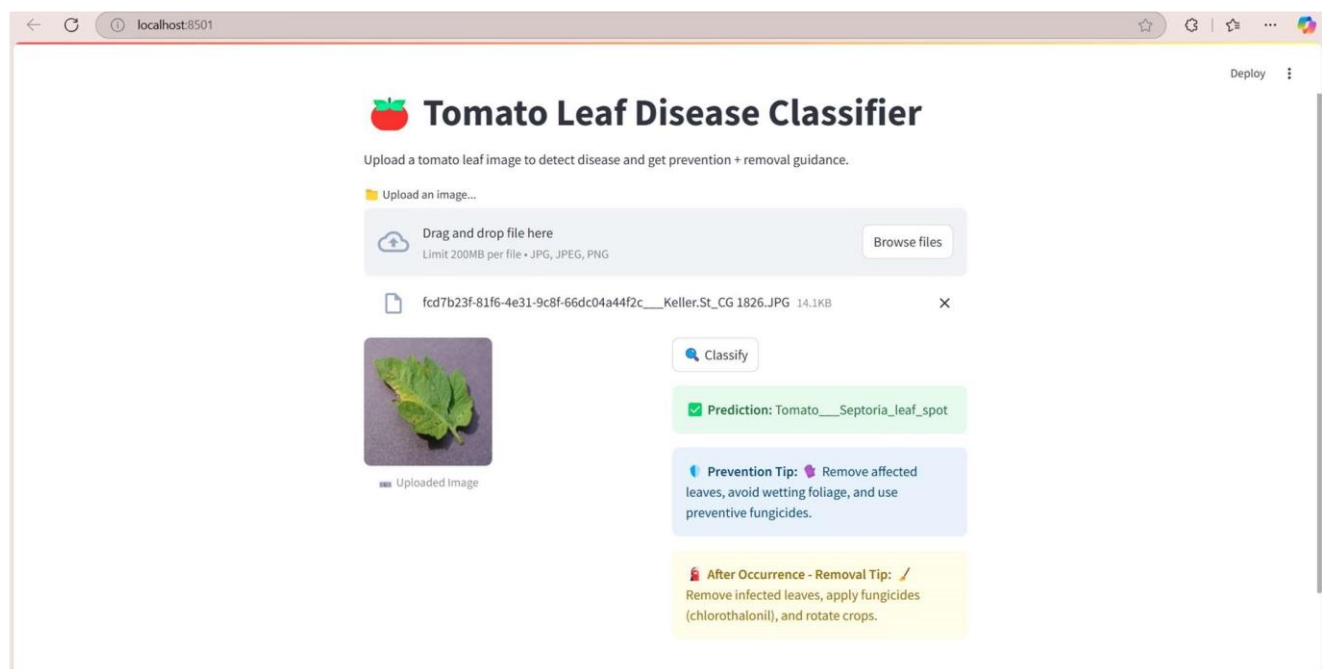 localhost:8501
Deploy
🍅 Tomato Leaf Disease Classifier
Upload a tomato leaf image to detect disease and get prevention + removal guidance.
📁 Upload an image...
Drag and drop file here
Limit 200MB per file • JPG, JPEG, PNG
Browse files
fcd7b23f-81f6-4e31-9c8f-66dc04a44f2c___Keller.St_CG 1826.JPG 14.1KB
🔍 Classify
Uploaded Image
✅ Prediction: Tomato___Septoria_leaf_spot
Prevention Tip: Remove affected
leaves, avoid wetting foliage, and use
preventive fungicides.
After Occurrence - Removal Tip:
Remove infected leaves, apply fungicides
(chlorothalonil), and rotate crops.